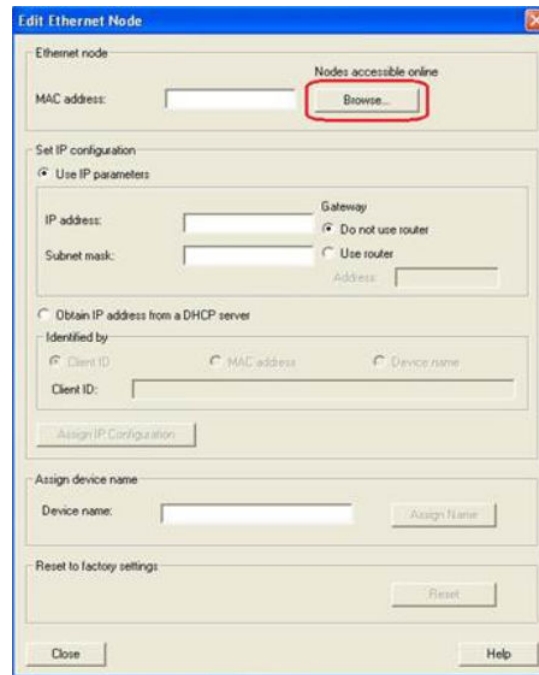 Edit Ethernet Node
Ethernet node
Nodes accessible online
MAC address:
Browse...
Set IP configuration
Use IP parameters
Gateway
IP address:
Do not use router
Subnet mask:
Use router
Address:
Obtain IP address from a DHCP server
Identified by
Client ID
MAC address
Device name
Client ID:
Assign IP Configuration
Assign device name
Device name:
Assign Name
Reset to factory settings
Reset
Close
Help